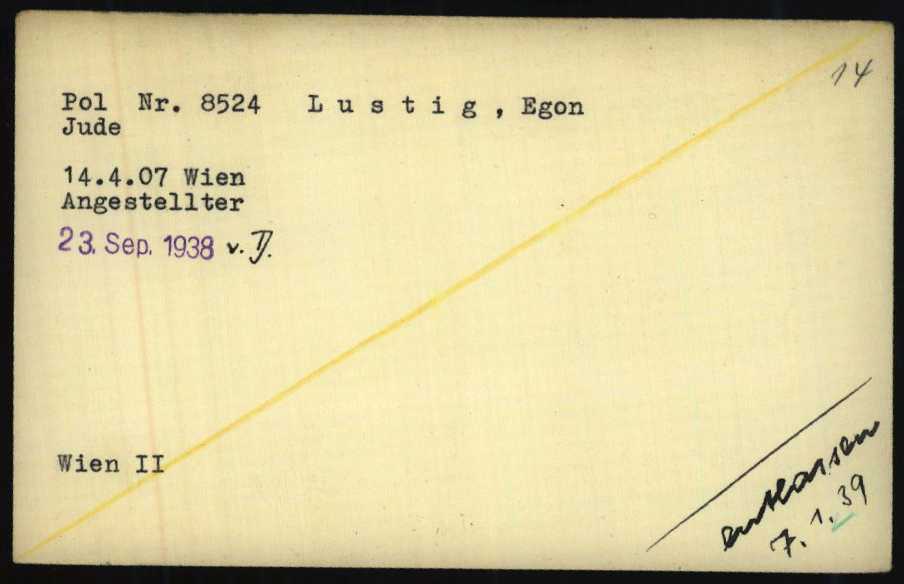 14
Pol Nr. 8524 Lustig, Egon
Jude
14.4.07 Wien
Angestellter
23. Sep. 1938 v. D.
Wien II
entlassen
7.1.39